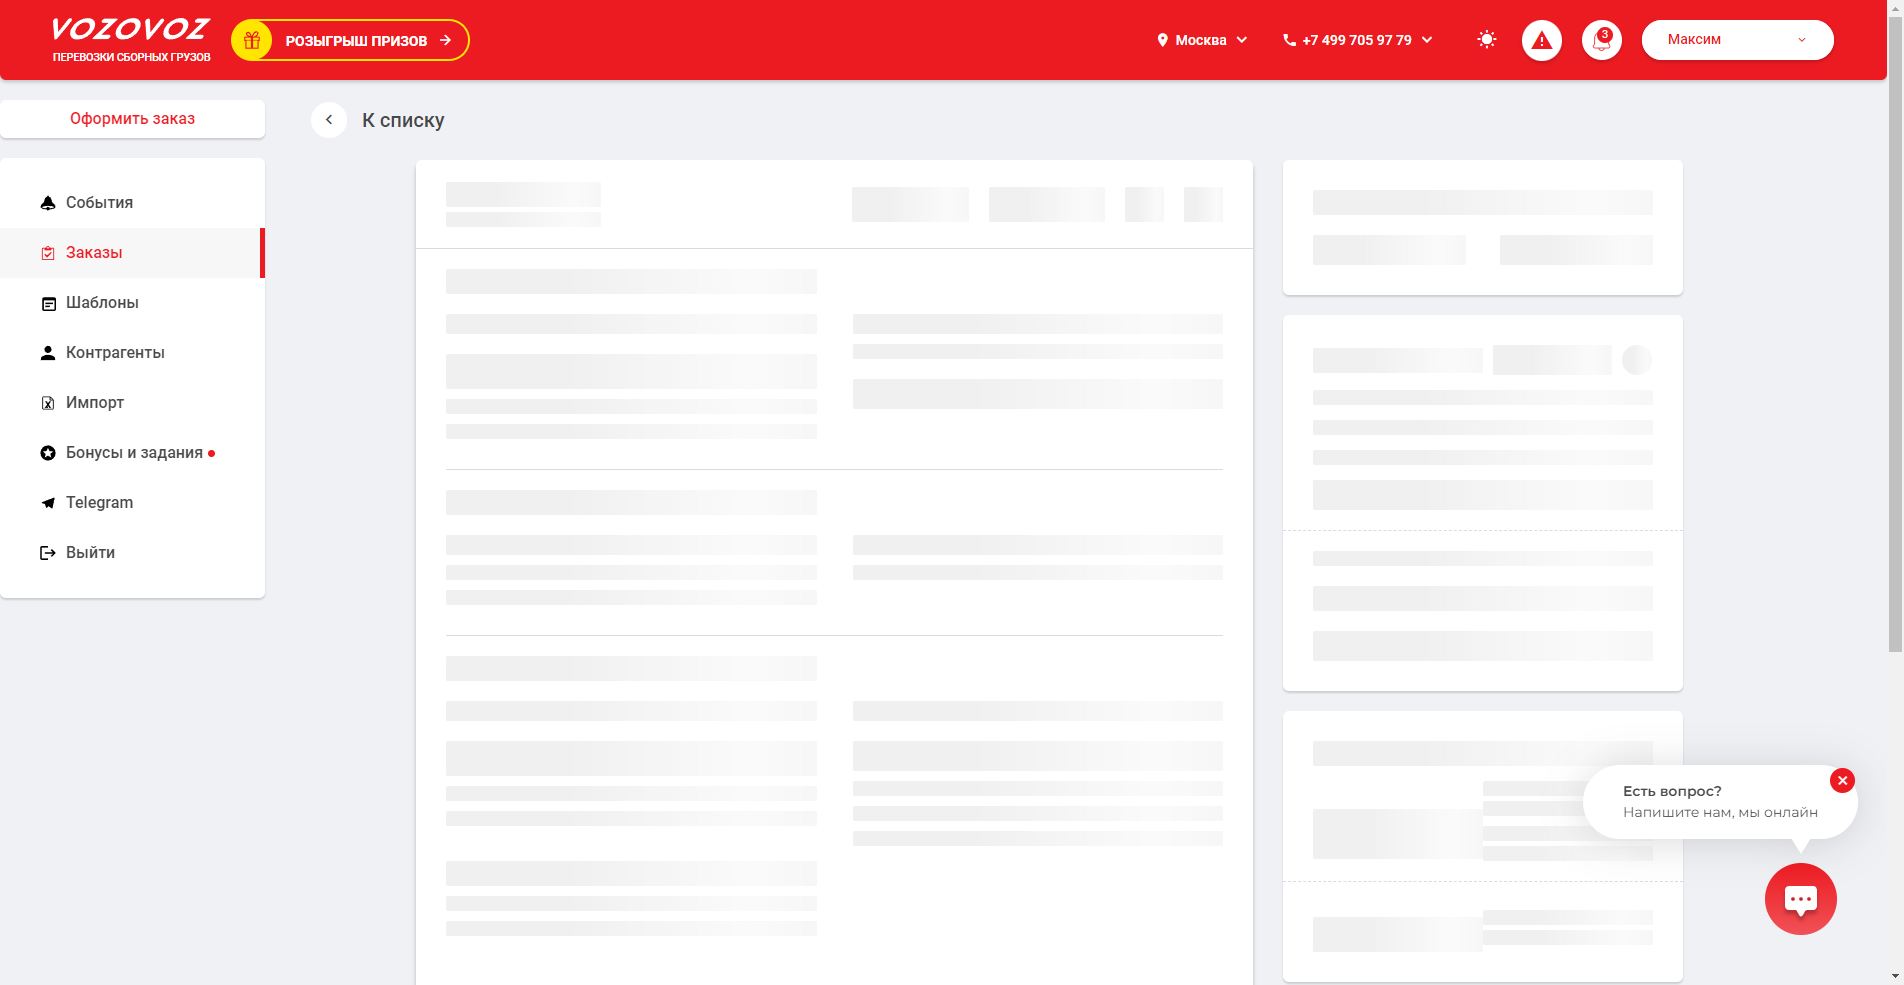 VOZOVOZ
ПЕРЕВОЗКИ СБОРНЫХ ГРУЗОВ
РОЗЫГРЫШ ПРИЗОВ
Москва
+7 499 705 97 79
3
Максим
Оформить заказ
К списку
События
Заказы
Шаблоны
Контрагенты
Импорт
Бонусы и задания
Telegram
Выйти
Есть вопрос?
Напишите нам, мы онлайн